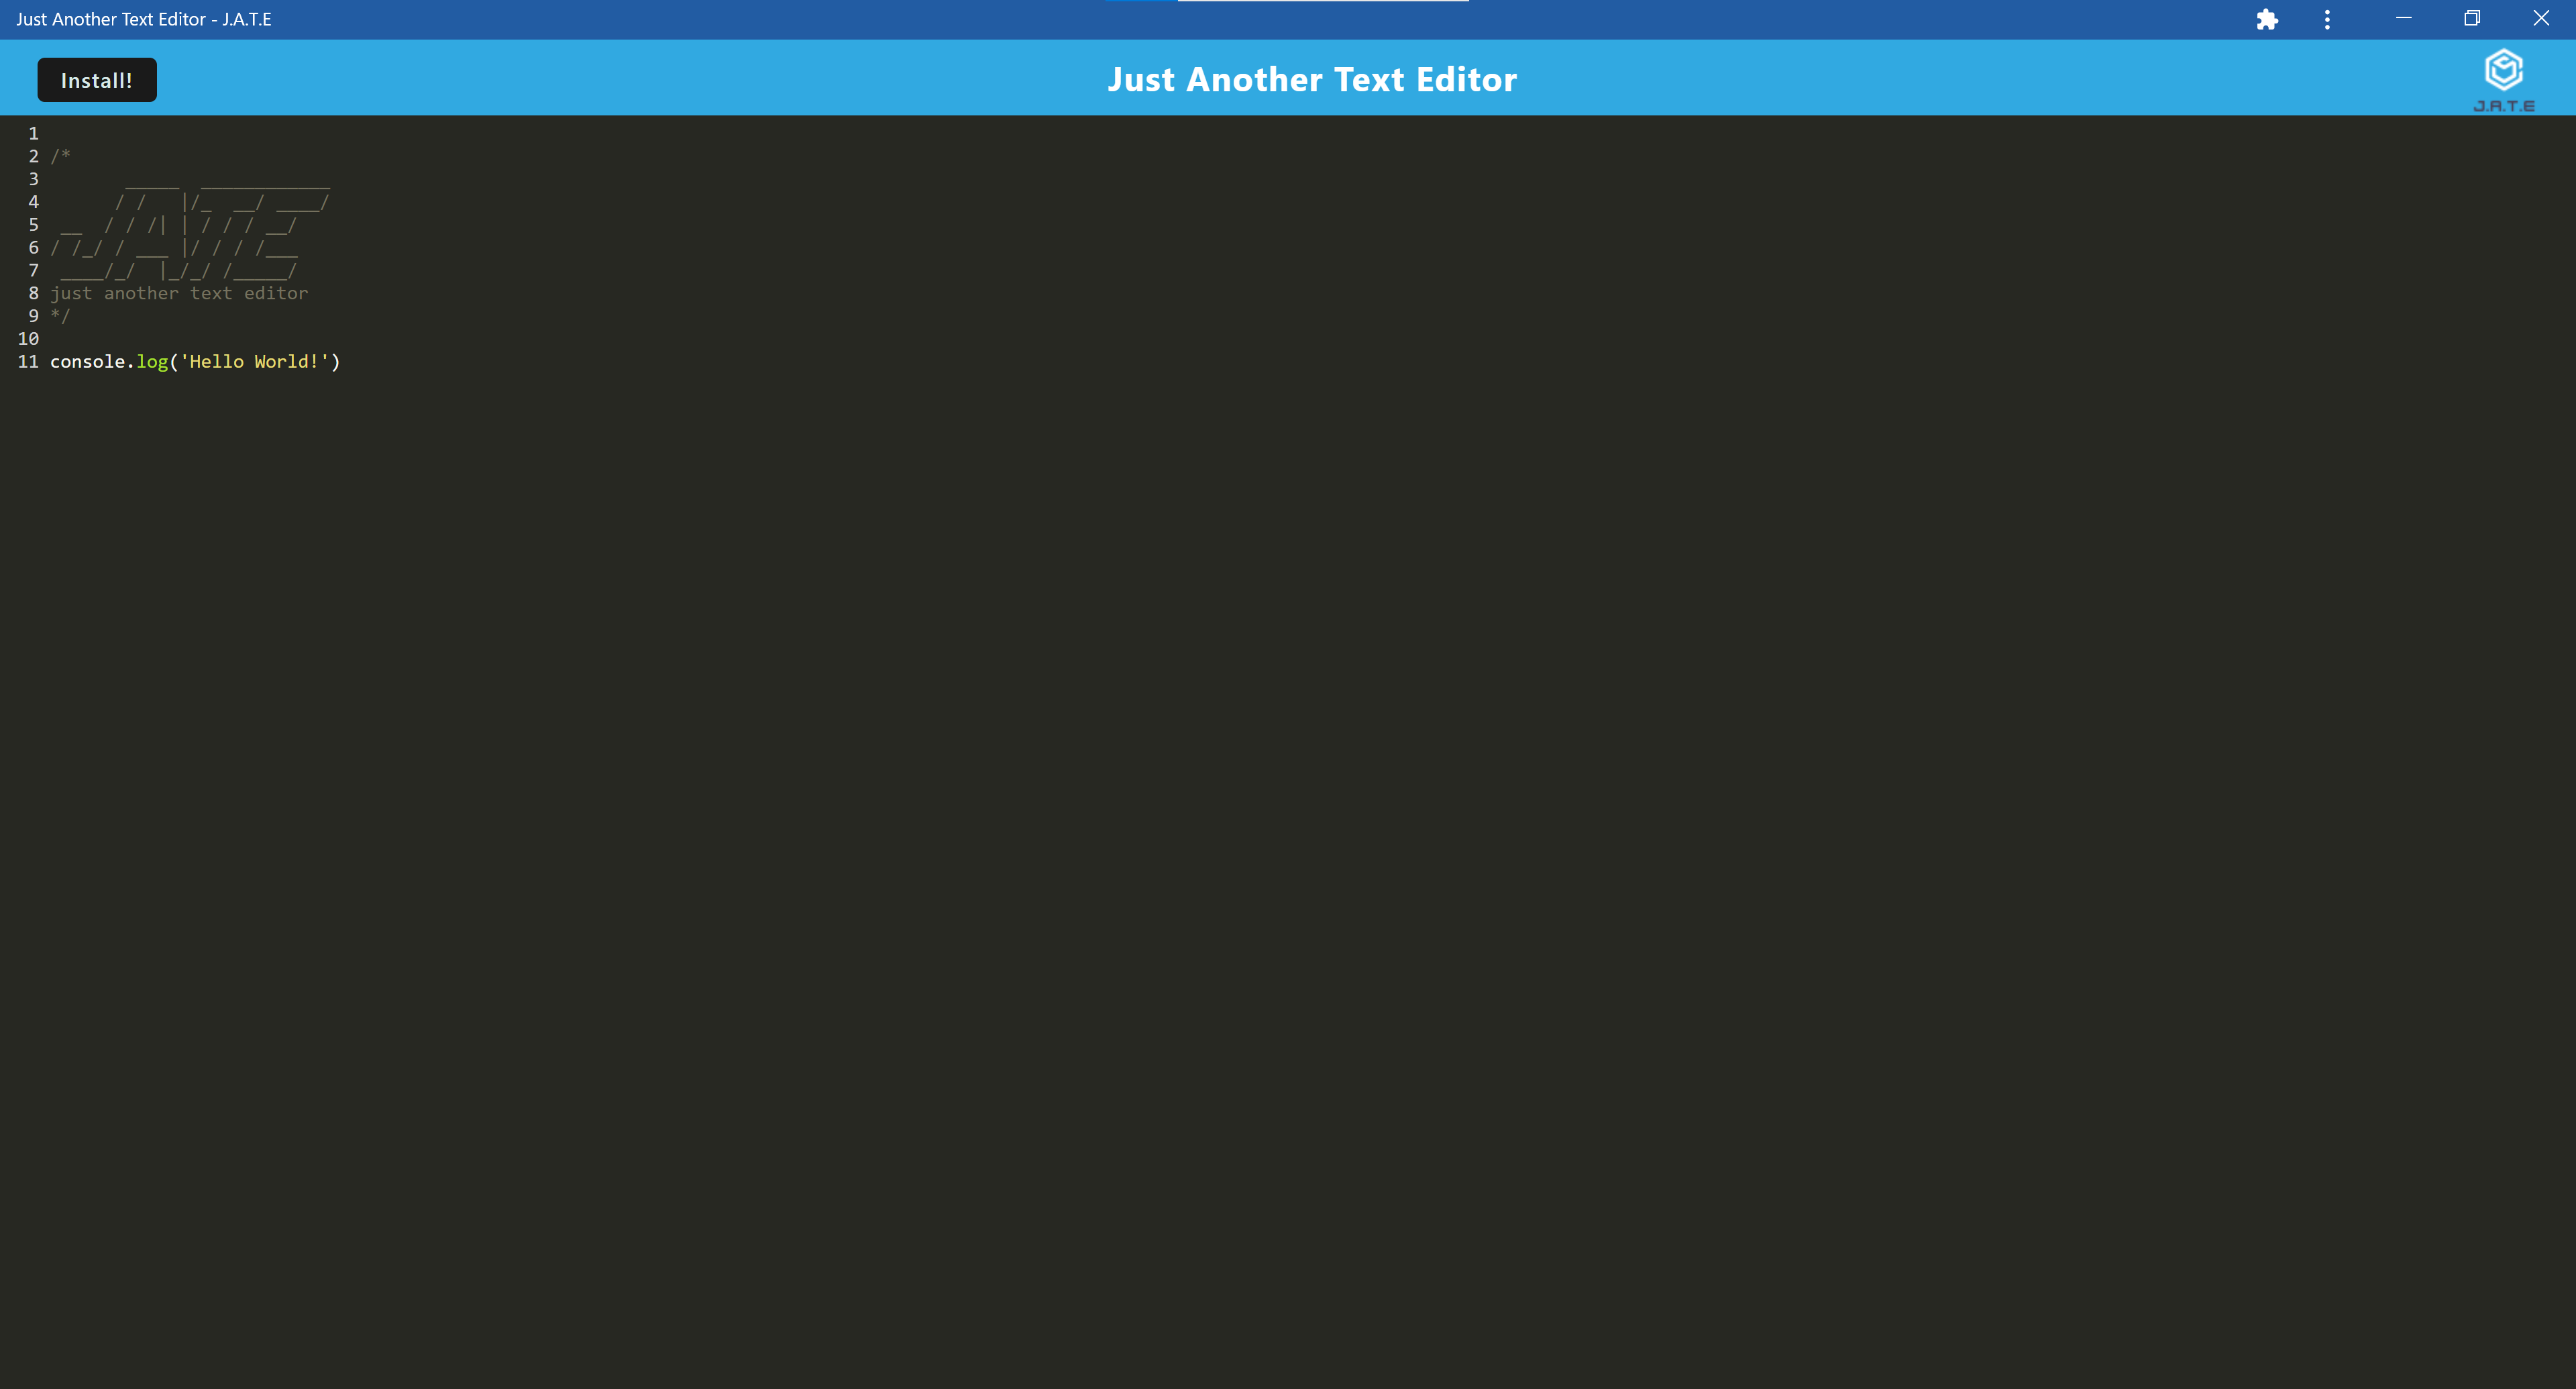 Just Another Text Editor - J.A.T.E
Install!
Just Another Text Editor
J.A.T.E
1
2 /*
3        _____  ____________
4       / /   |/_  __/ ____/
5  __  / / /| | / / / __/
6 / /_/ / ___ |/ / / /___
7  ____/_/  |_/_/ /_____/
8 just another text editor
9 */
10
11 console.log('Hello World!')